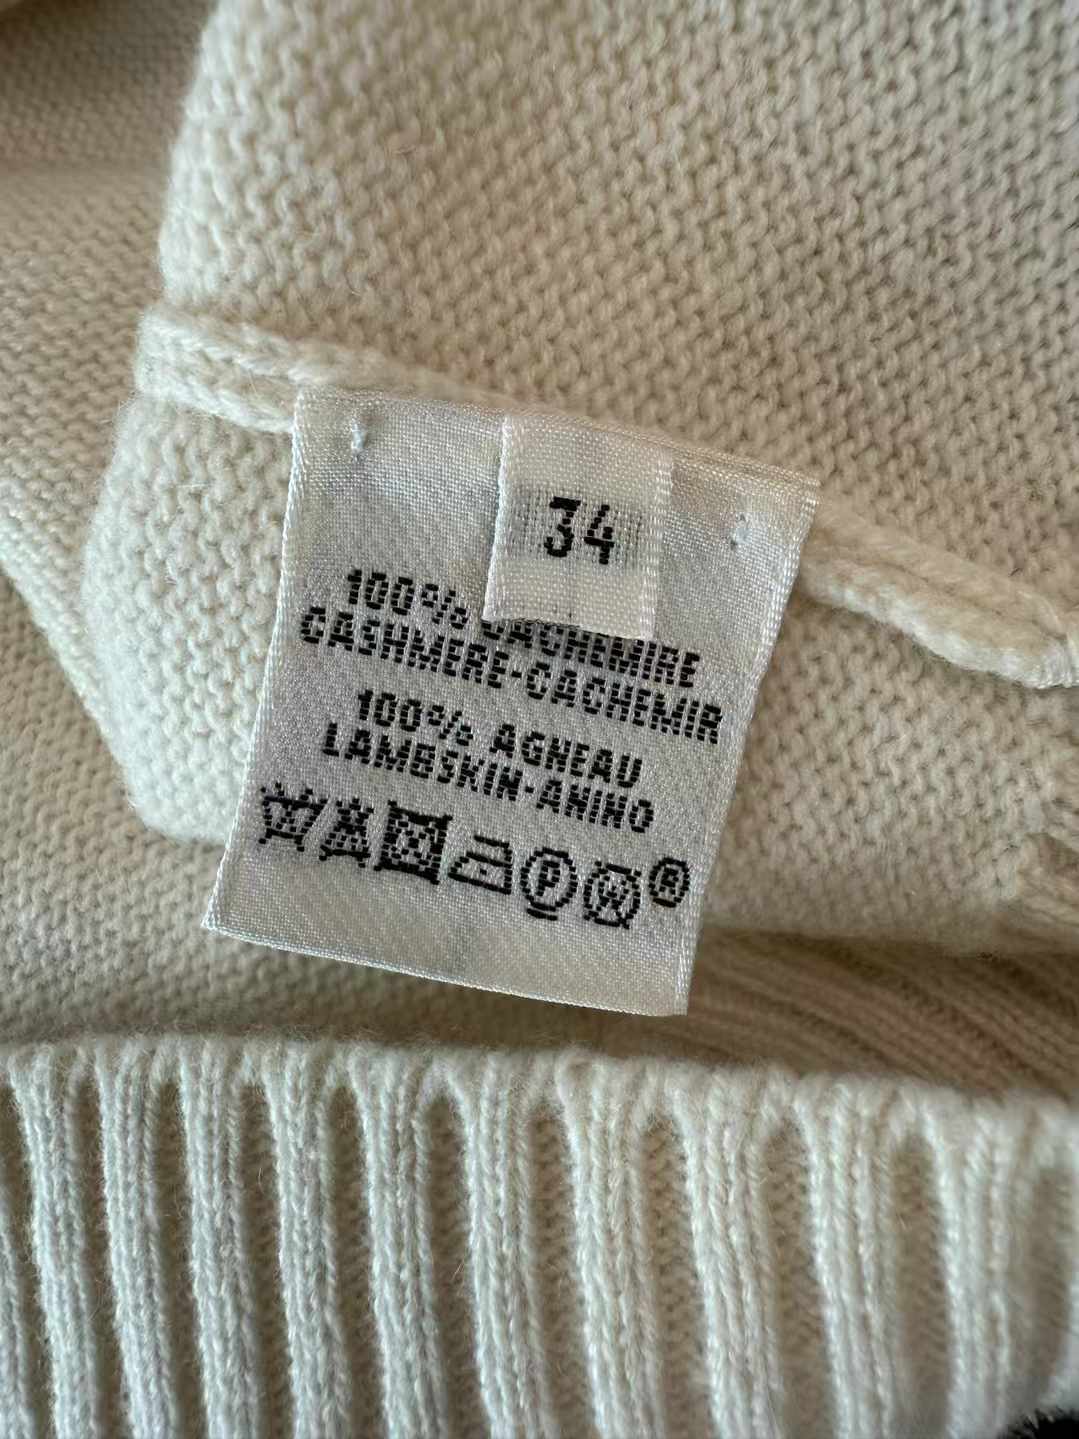 34
100% CACHEMIRE
CASHMERE-CACHEMIR
100% AGNEAU
LAMBSKIN-ANINO
P W ®